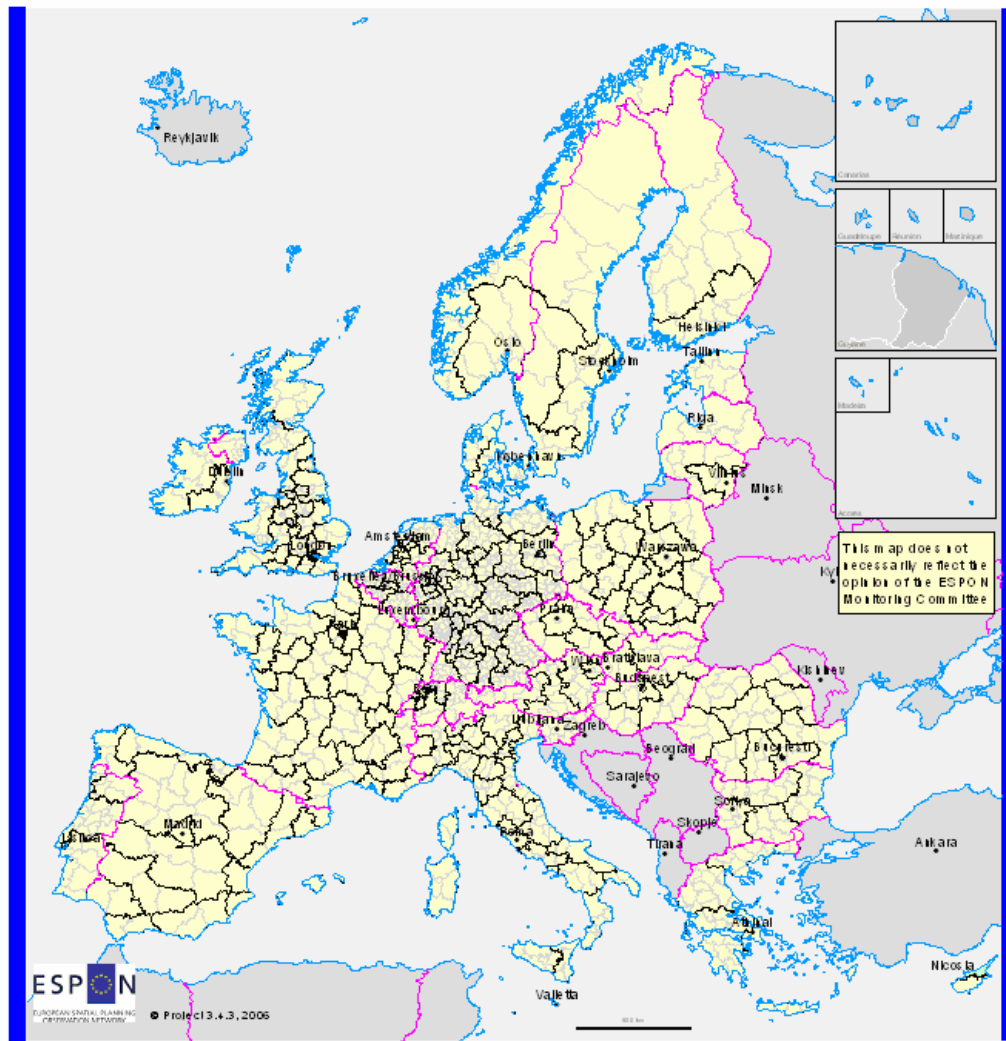 Reykjavik
Canarias
Guadeloupe
Réunion
Martinique
Guyane
Oslo
Helsinki
Stockholm
Tallinn
Madeira
Riga
København
Dublin
Vilnius
Minsk
Acores
Amsterdam
Berlin
Warszawa
London
This map does not
necessarily reflect the
opinion of the ESPON
Monitoring Committee
Luxembourg
Paris
Praha
Bratislava
Budapest
Kishinev
Ljubljana
Zagreb
Beograd
Bucuresti
Sarajevo
Sofia
Skopje
Madrid
Lisboa
Roma
Tirana
Ankara
Athinai
Nicosia
Valletta
ESPON
EUROPEAN SPATIAL PLANNING
OBSERVATION NETWORK
© Project 3.4.3, 2006